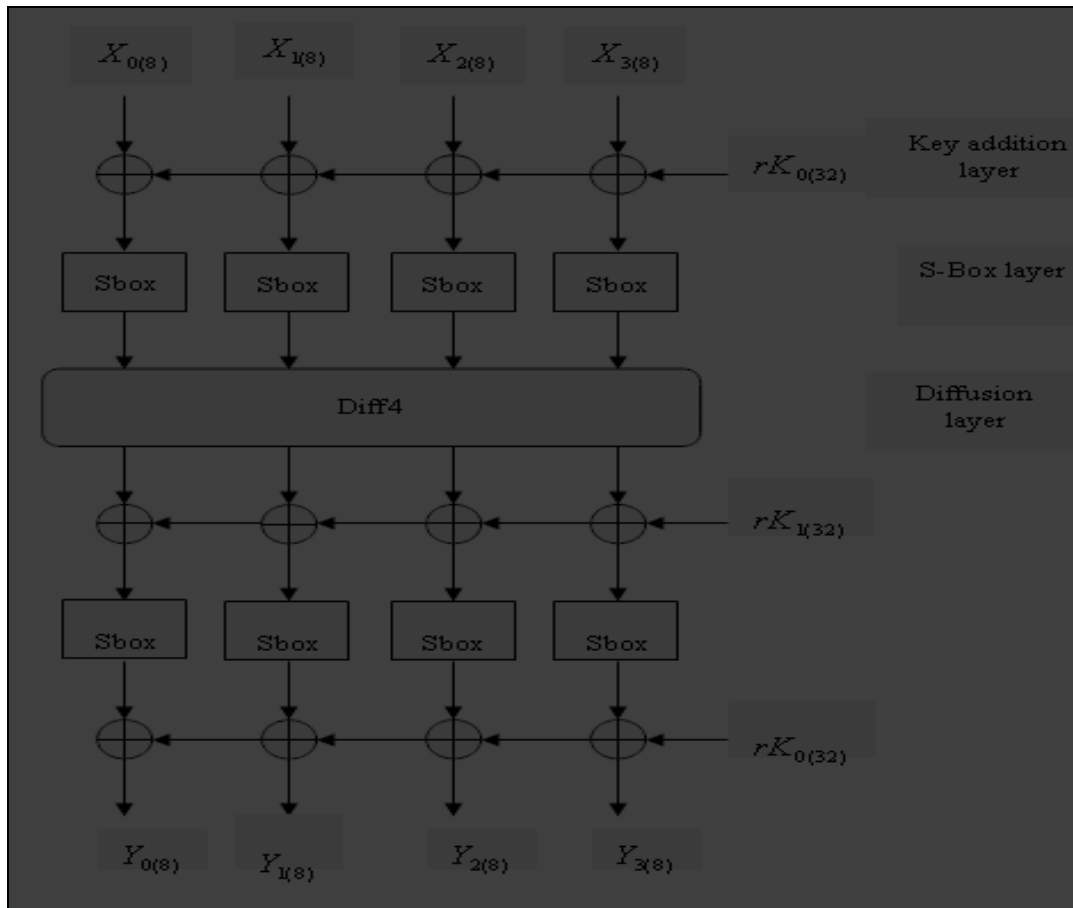 X0(8) X1(8) X2(8) X3(8)
rK0(32)
Key addition
layer
Sbox Sbox Sbox Sbox
S-Box layer
Diff4
Diffusion
layer
rK1(32)
Sbox Sbox Sbox Sbox
rK0(32)
Y0(8) Y1(8) Y2(8) Y3(8)